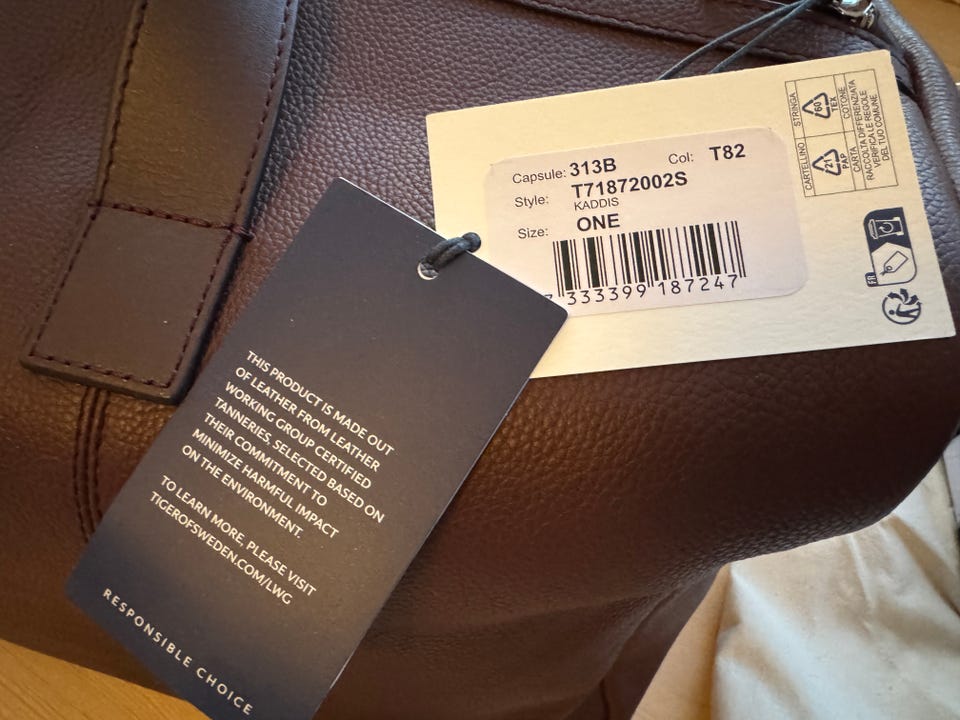 Capsule: 313B Col: T82
Style: T71872002S
KADDIS
Size: ONE
333399 187247
CARTELLINO STRINGA
21 PAP 60 TEX
CARTA COTONE
RACCOLTA DIFFERENZIATA
VERIFICA LE REGOLE
DEL TUO COMUNE
FR
THIS PRODUCT IS MADE OUT
OF LEATHER FROM LEATHER
WORKING GROUP CERTIFIED
TANNERIES, SELECTED BASED ON
THEIR COMMITMENT TO
MINIMIZE HARMFUL IMPACT
ON THE ENVIRONMENT.
TO LEARN MORE, PLEASE VISIT
TIGEROFSWEDEN.COM/LWG
RESPONSIBLE CHOICE